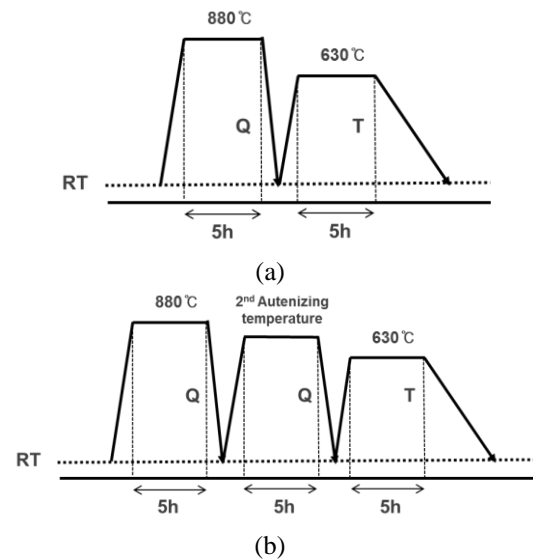 880℃
630℃
Q
T
RT
5h
5h
(a)
880℃
2nd Autenizing
temperature
630℃
Q
Q
T
RT
5h
5h
5h
(b)